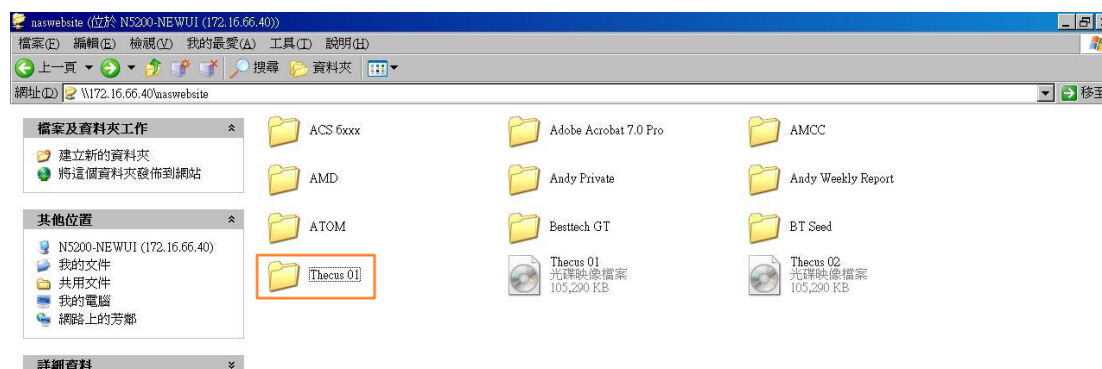 naswebsite (位於 N5200-NEWUI (172.16.66.40))
檔案(F) 編輯(E) 檢視(V) 我的最愛(A) 工具(T) 說明(H)
上一頁 搜尋 資料夾
網址(D) \\172.16.66.40\naswebsite 移至
檔案及資料夾工作
建立新的資料夾
將這個資料夾發佈到網站
其他位置
N5200-NEWUI (172.16.66.40)
我的文件
共用文件
我的電腦
網路上的芳鄰
詳細資料
ACS 6xxx
Adobe Acrobat 7.0 Pro
AMCC
AMD
Andy Private
Andy Weekly Report
ATOM
Besttech GT
BT Seed
Thecus 01
Thecus 01
光碟映像檔案
105,290 KB
Thecus 02
光碟映像檔案
105,290 KB